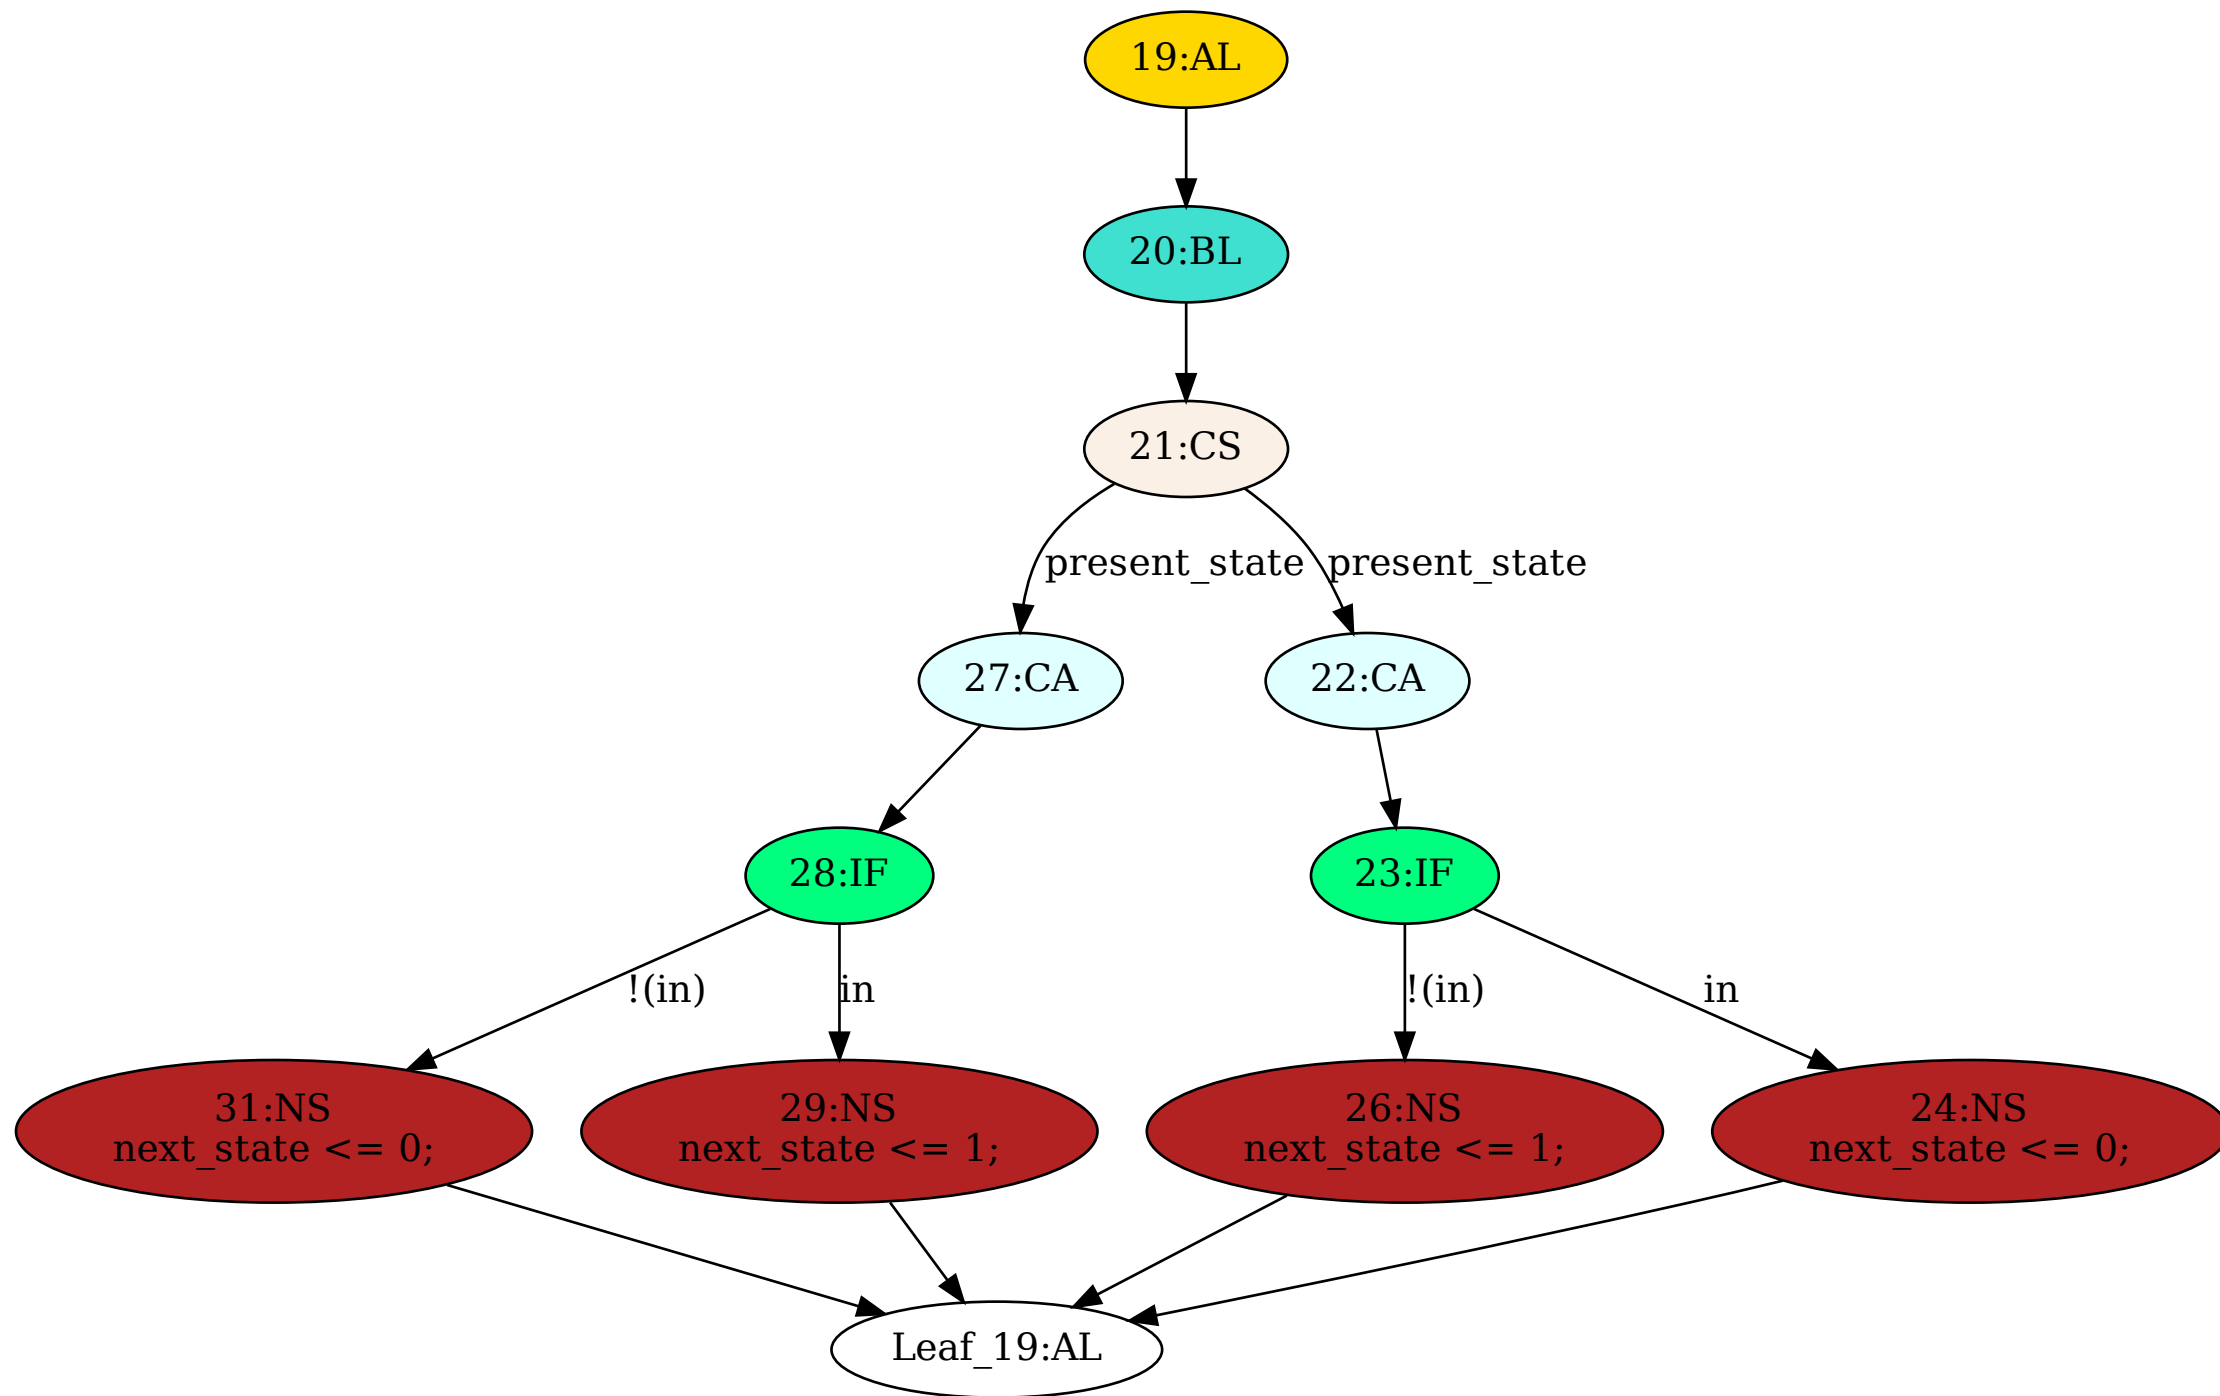 19:AL
20:BL
21:CS
present_state
present_state
27:CA
22:CA
28:IF
23:IF
!(in)
in
!(in)
in
31:NS
next_state <= 0;
29:NS
next_state <= 1;
26:NS
next_state <= 1;
24:NS
next_state <= 0;
Leaf_19:AL